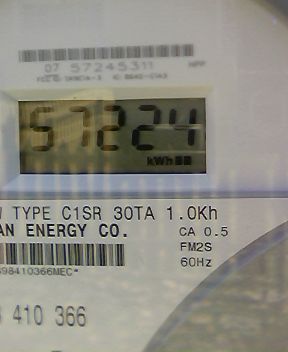 07 57245311
57224
kWh
TYPE C1SR 30TA 1.0Kh
AN ENERGY CO. CA 0.5
FM2S
98410366MEC* 60Hz
410 366